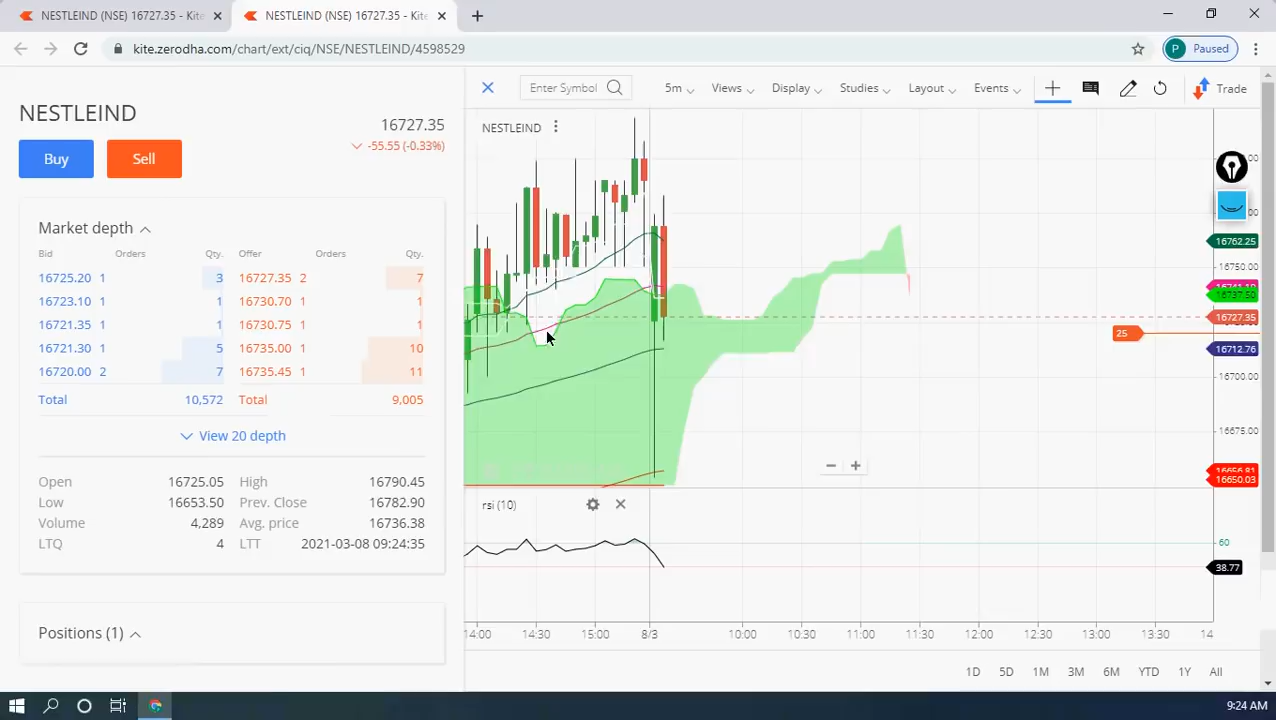 NESTLEIND (NSE) 16727.35 - Kite
NESTLEIND (NSE) 16727.35 - Kite
kite.zerodha.com/chart/ext/ciq/NSE/NESTLEIND/4598529
P Paused
NESTLEIND
16727.35
-55.55 (-0.33%)
Buy Sell
Enter Symbol
5m Views Display Studies Layout Events Trade
NESTLEIND
Market depth
Bid Orders Qty. Offer Orders Qty.
16725.20 1 3 16727.35 2 7
16723.10 1 1 16730.70 1 1
16721.35 1 1 16730.75 1 1
16721.30 1 5 16735.00 1 10
16720.00 2 7 16735.45 1 11
Total 10,572 Total 9,005
View 20 depth
Open 16725.05 High 16790.45
Low 16653.50 Prev. Close 16782.90
Volume 4,289 Avg. price 16736.38
LTQ 4 LTT 2021-03-08 09:24:35
Positions (1)
16762.25
16750.00
16737.50
16727.35
25
16712.76
16700.00
16675.00
16656.81
16650.03
rsi (10)
60
38.77
14:00 14:30 15:00 8/3 10:00 10:30 11:00 11:30 12:00 12:30 13:00 13:30 14
1D 5D 1M 3M 6M YTD 1Y All
9:24 AM